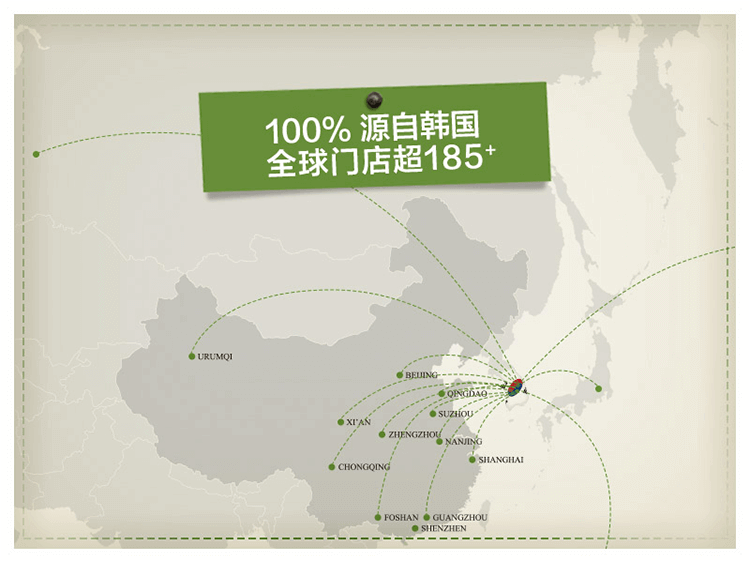 100% 源自韩国
全球门店超185+
URUMQI
BEIJING
QINGDAO
SUZHOU
XI'AN
ZHENGZHOU
NANJING
SHANGHAI
CHONGQING
FOSHAN
GUANGZHOU
SHENZHEN